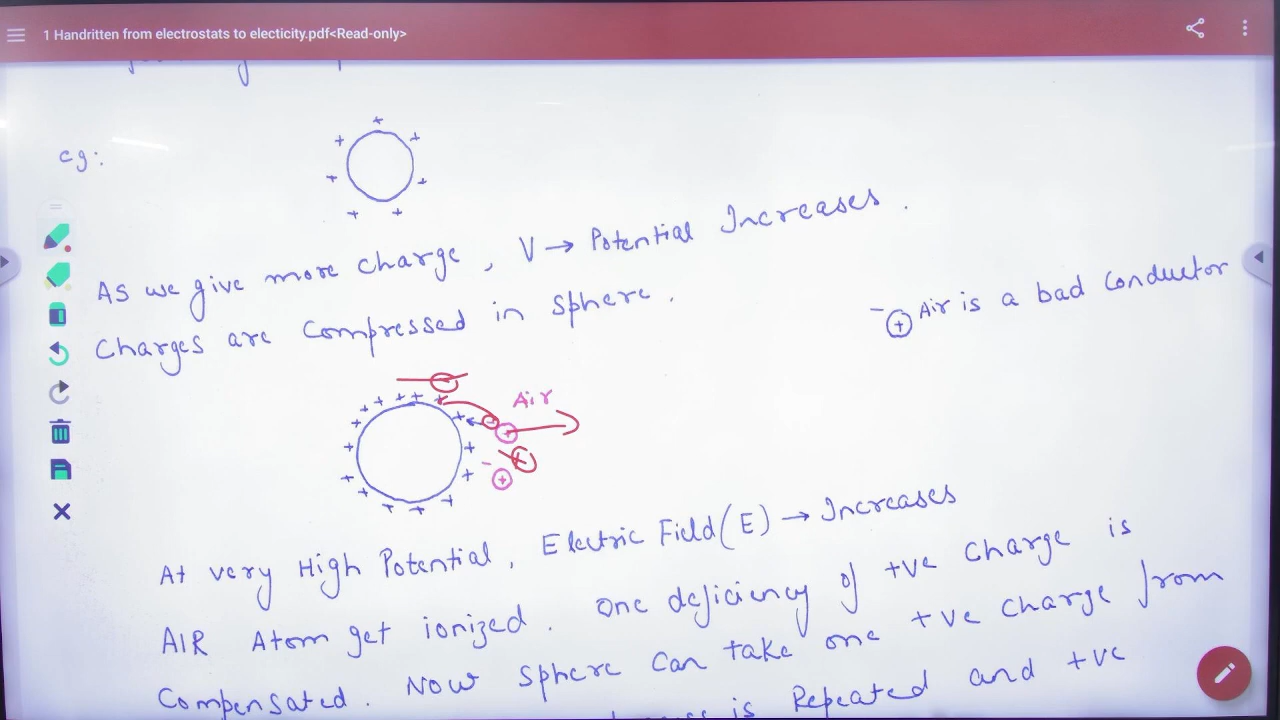 1 Handritten from electrostats to electicity.pdf<Read-only>
eg:
As we give more charge, V → Potential Increases.
Charges are compressed in sphere.
Air is a bad conductor
Air
At very High Potential, Electric Field (E) → Increases
AIR Atom get ionized. One deficiency of +ve charge is
compensated. Now sphere can take one +ve charge from
is Repeated and +ve